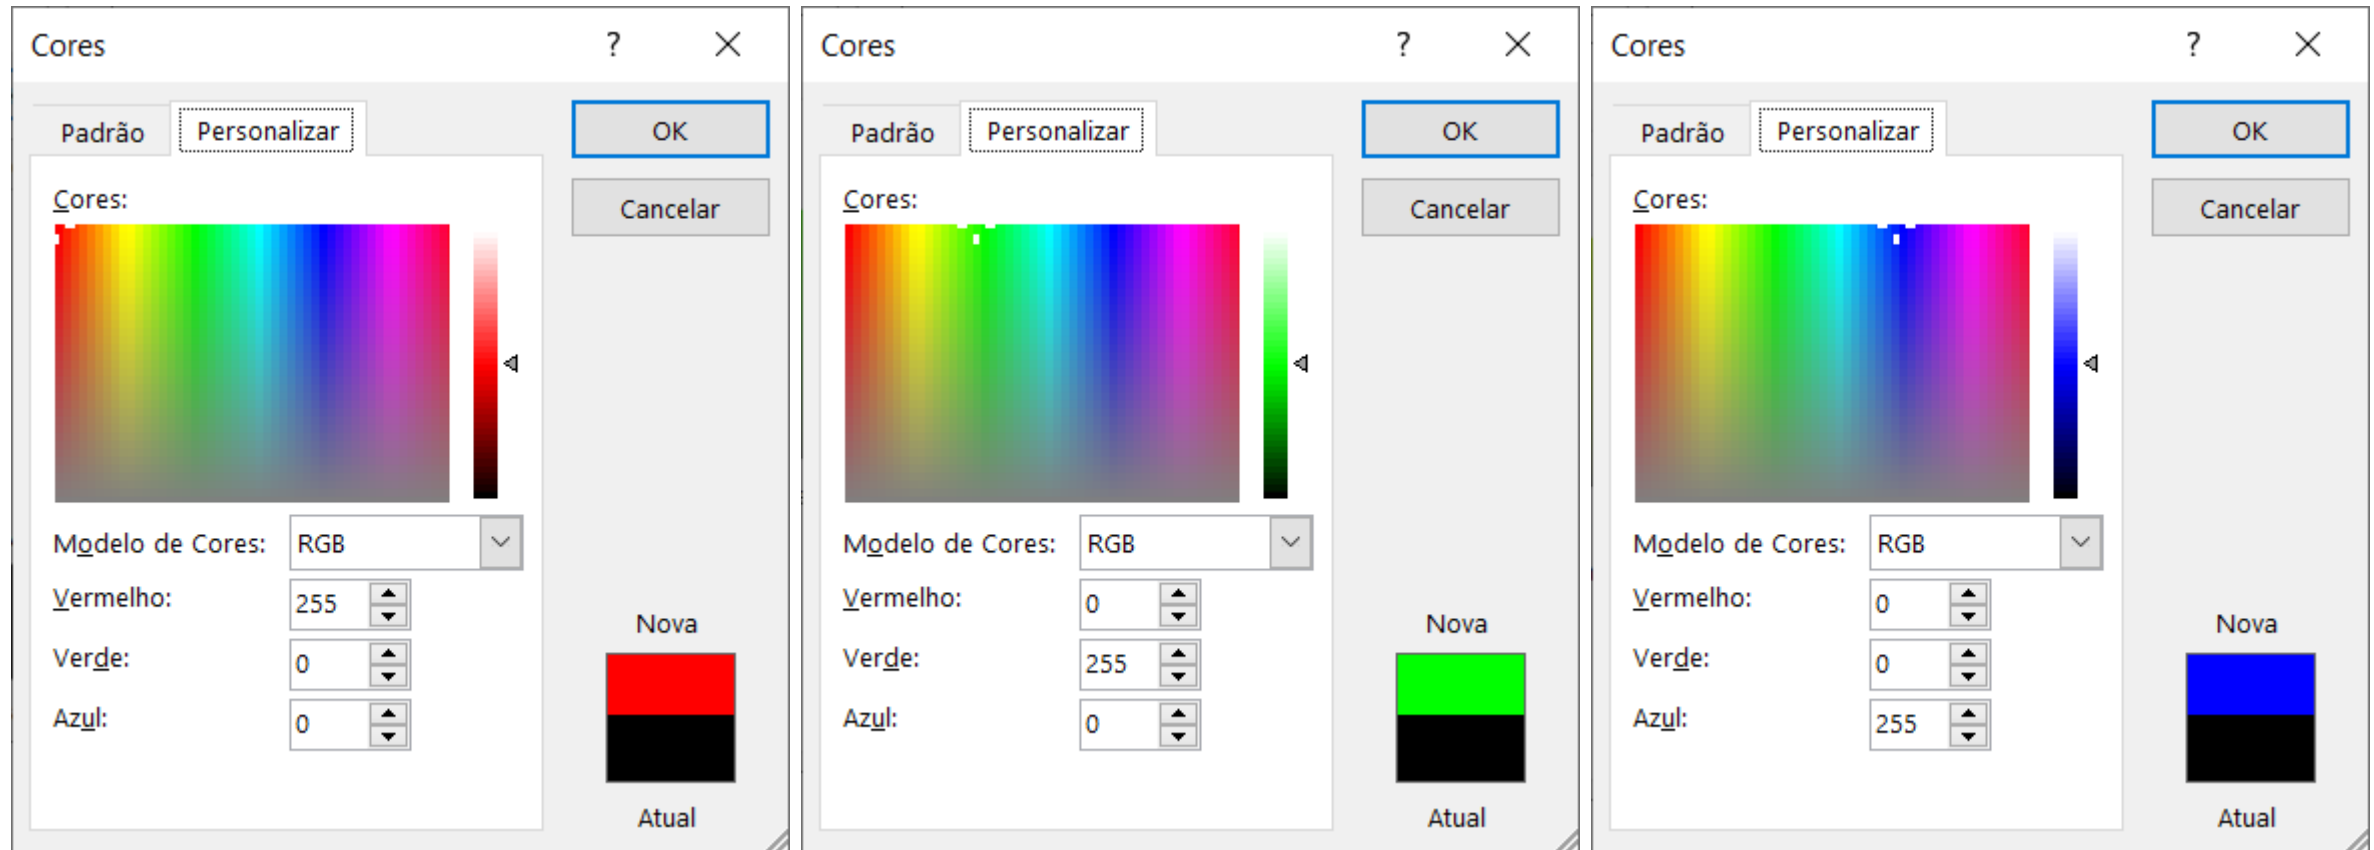 Cores ?
Padrão Personalizar OK
Cores: Cancelar
Modelo de Cores: RGB
Vermelho: 255
Verde: 0
Azul: 0
Nova
Atual
Cores ?
Padrão Personalizar OK
Cores: Cancelar
Modelo de Cores: RGB
Vermelho: 0
Verde: 255
Azul: 0
Nova
Atual
Cores ?
Padrão Personalizar OK
Cores: Cancelar
Modelo de Cores: RGB
Vermelho: 0
Verde: 0
Azul: 255
Nova
Atual